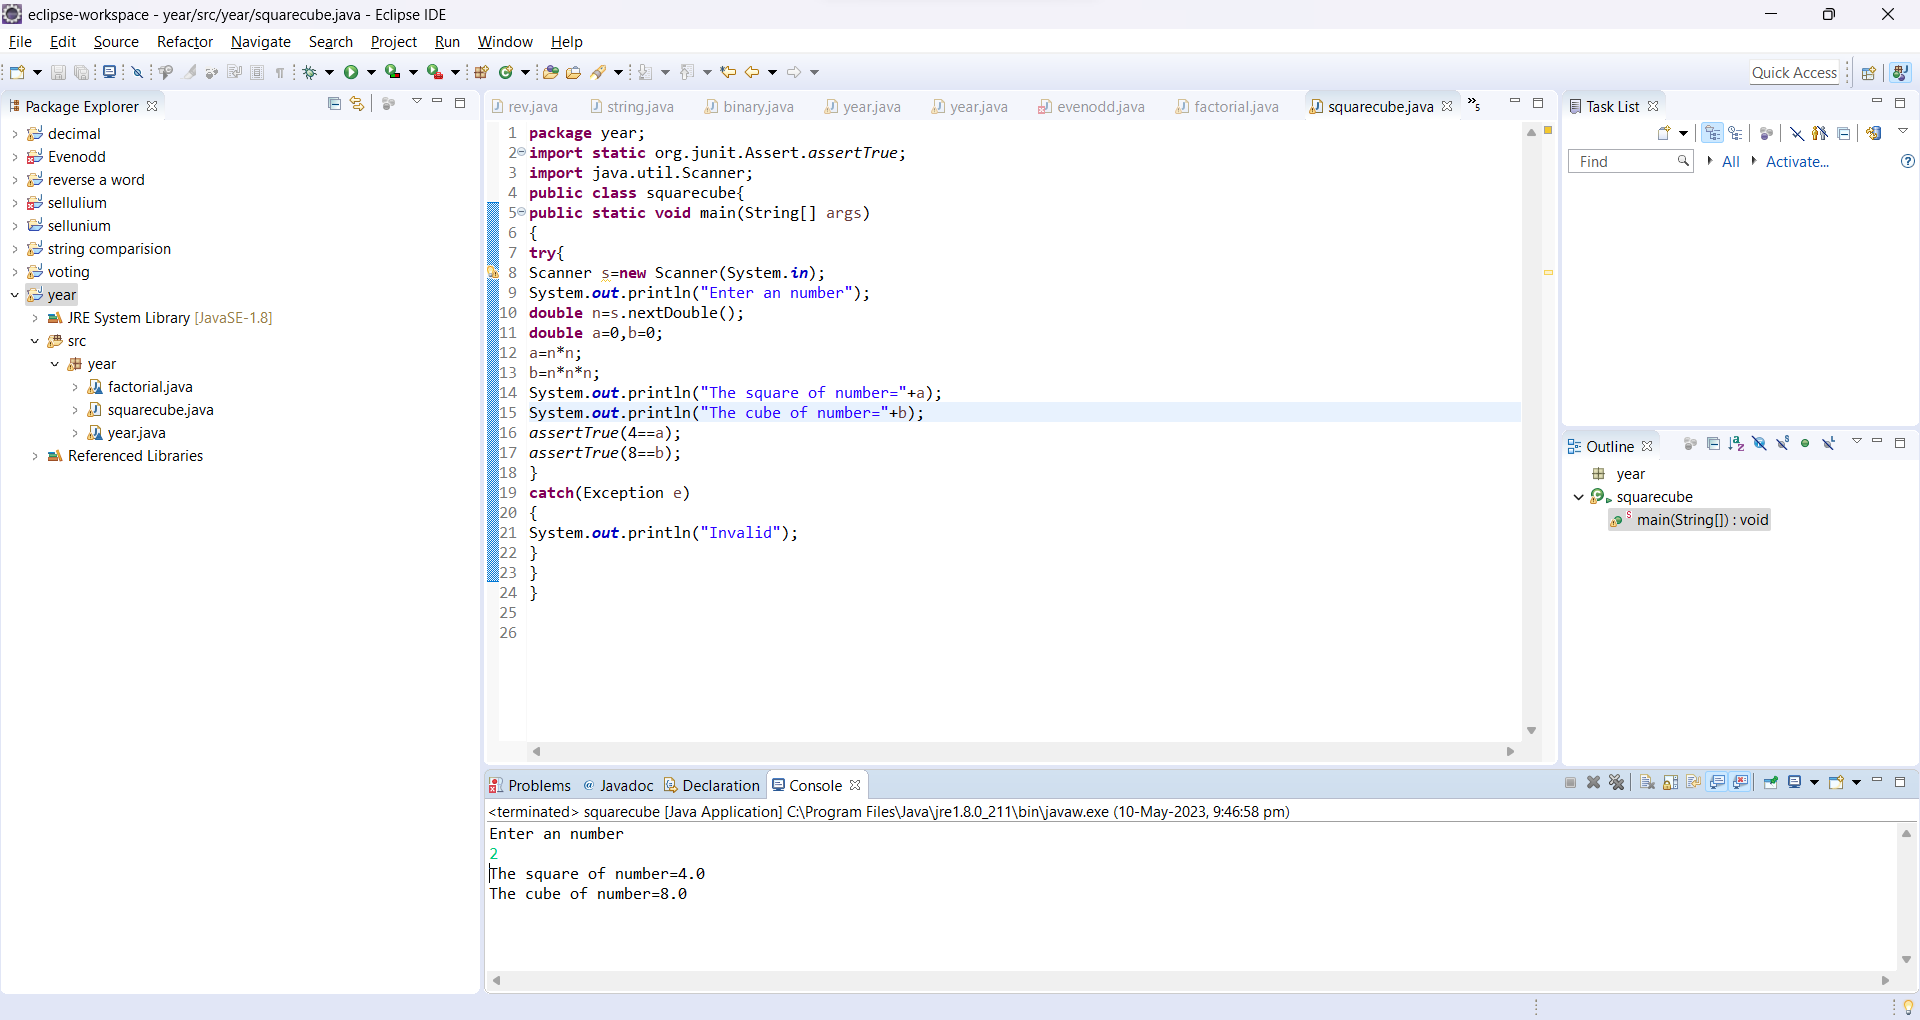 eclipse-workspace - year/src/year/squarecube.java - Eclipse IDE
File Edit Source Refactor Navigate Search Project Run Window Help
Quick Access
Package Explorer
decimal
Evenodd
reverse a word
sellulium
sellunium
string comparision
voting
year
JRE System Library [JavaSE-1.8]
src
year
factorial.java
squarecube.java
year.java
Referenced Libraries
rev.java string.java binary.java year.java year.java evenodd.java factorial.java squarecube.java »5
1 package year;
2 import static org.junit.Assert.assertTrue;
3 import java.util.Scanner;
4 public class squarecube{
5 public static void main(String[] args)
6 {
7 try{
8 Scanner s=new Scanner(System.in);
9 System.out.println("Enter an number");
10 double n=s.nextDouble();
11 double a=0,b=0;
12 a=n*n;
13 b=n*n*n;
14 System.out.println("The square of number="+a);
15 System.out.println("The cube of number="+b);
16 assertTrue(4==a);
17 assertTrue(8==b);
18 }
19 catch(Exception e)
20 {
21 System.out.println("Invalid");
22 }
23 }
24 }
25
26
Task List
Find All Activate...
Outline
year
squarecube
main(String[]) : void
Problems @ Javadoc Declaration Console
<terminated> squarecube [Java Application] C:\Program Files\Java\jre1.8.0_211\bin\javaw.exe (10-May-2023, 9:46:58 pm)
Enter an number
2
The square of number=4.0
The cube of number=8.0